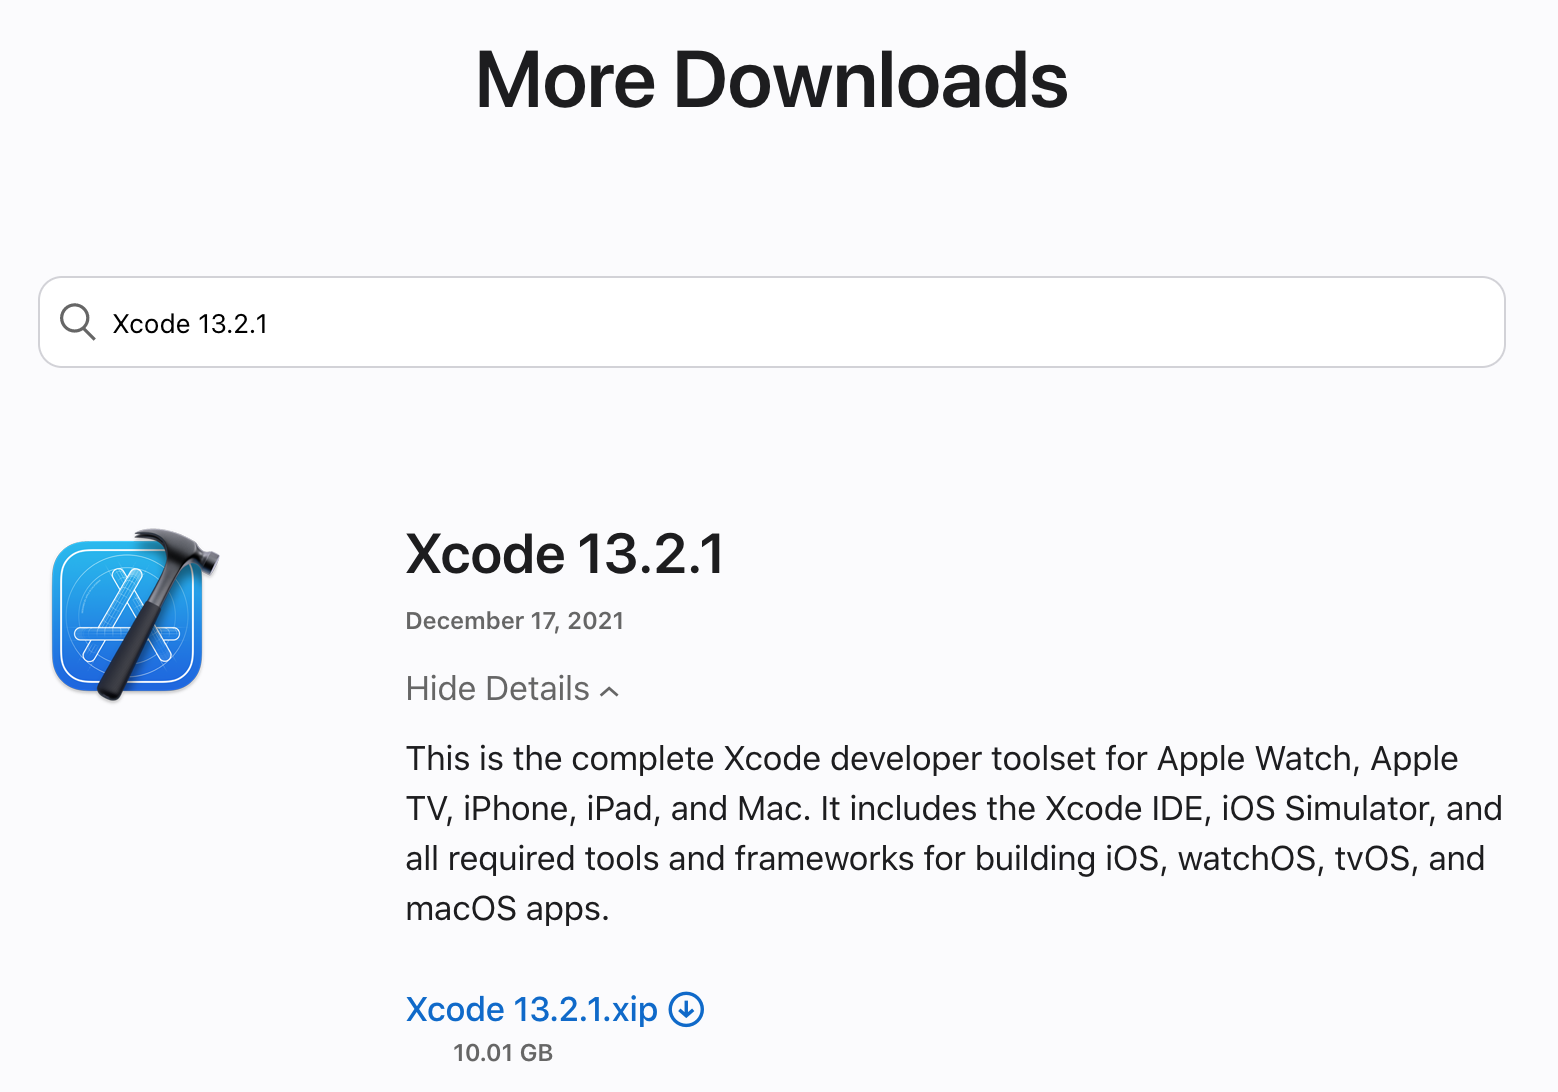 More Downloads
Xcode 13.2.1
Xcode 13.2.1
December 17, 2021
Hide Details
This is the complete Xcode developer toolset for Apple Watch, Apple
TV, iPhone, iPad, and Mac. It includes the Xcode IDE, iOS Simulator, and
all required tools and frameworks for building iOS, watchOS, tvOS, and
macOS apps.
Xcode 13.2.1.xip
10.01 GB